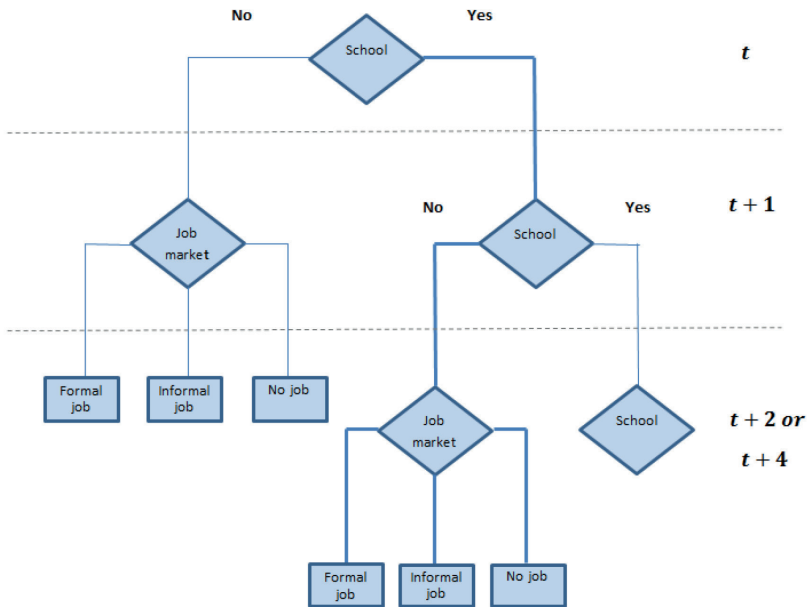 No
Yes
School
t
No
Yes
t + 1
Job
market
School
Formal
job
Informal
job
No job
Job
market
School
t + 2 or
t + 4
Formal
job
Informal
job
No job